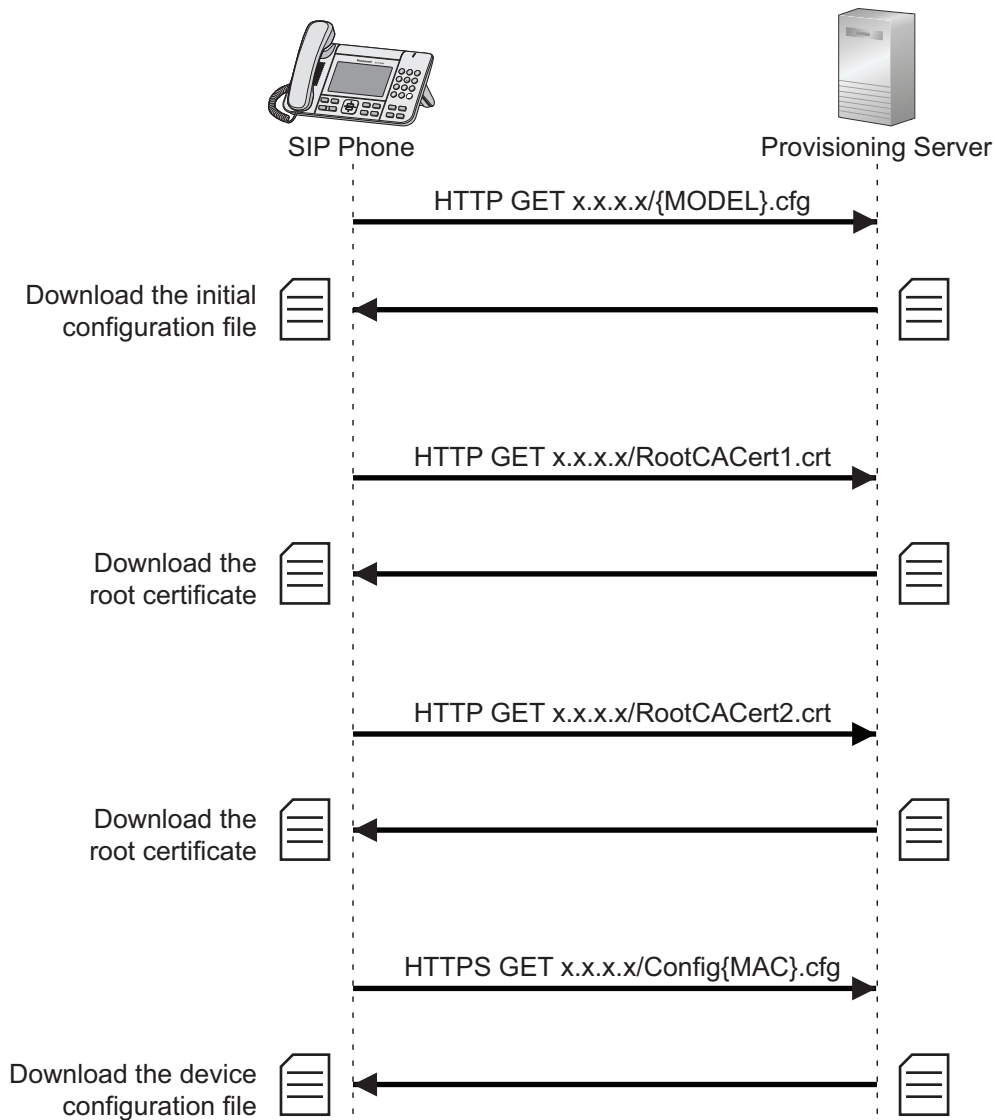 SIP Phone
Provisioning Server
HTTP GET x.x.x.x/{MODEL}.cfg
Download the initial
configuration file
HTTP GET x.x.x.x/RootCACert1.crt
Download the
root certificate
HTTP GET x.x.x.x/RootCACert2.crt
Download the
root certificate
HTTPS GET x.x.x.x/Config{MAC}.cfg
Download the device
configuration file